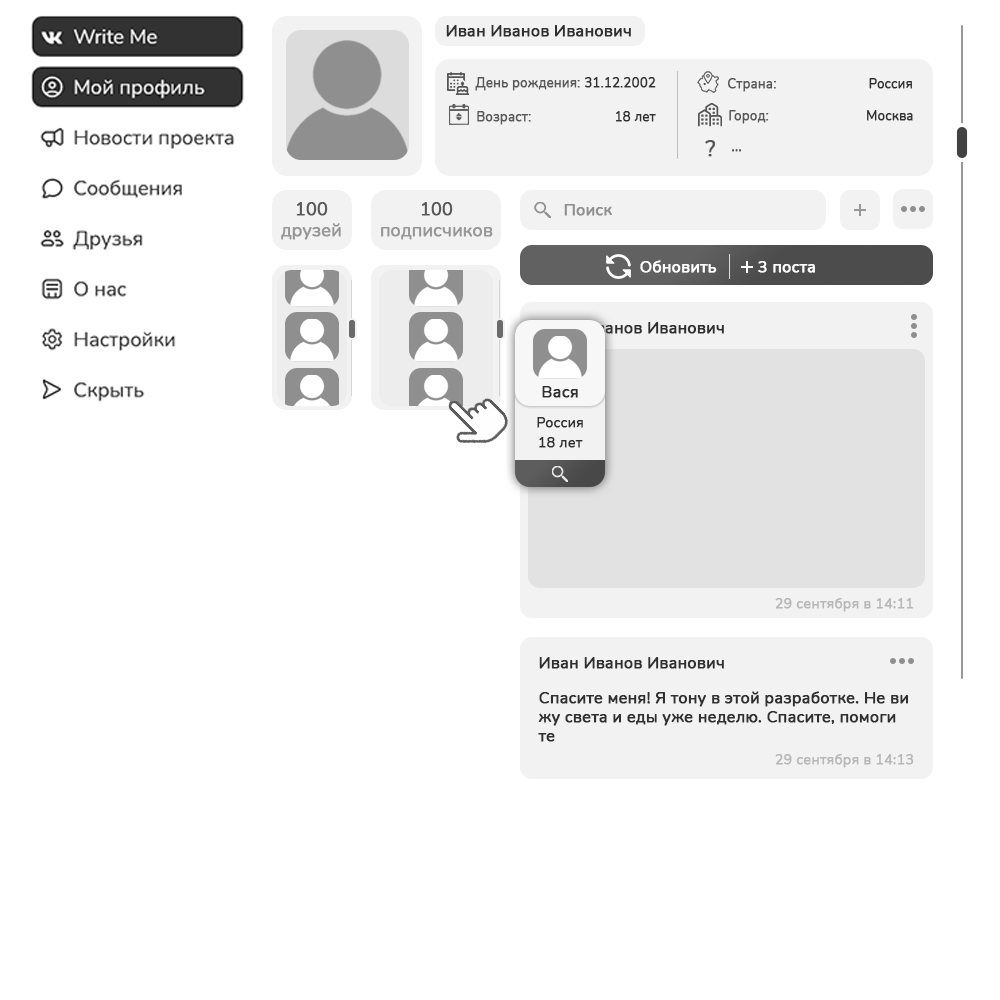 Write Me
Мой профиль
Новости проекта
Сообщения
Друзья
О нас
Настройки
Скрыть
Иван Иванов Иванович
День рождения: 31.12.2002
Возраст: 18 лет
Страна: Россия
Город: Москва
? ...
100
друзей
100
подписчиков
Поиск
+
Обновить
+ 3 поста
анов Иванович
Вася
Россия
18 лет
29 сентября в 14:11
Иван Иванов Иванович
Спасите меня! Я тону в этой разработке. Не ви
жу света и еды уже неделю. Спасите, помоги
те
29 сентября в 14:13